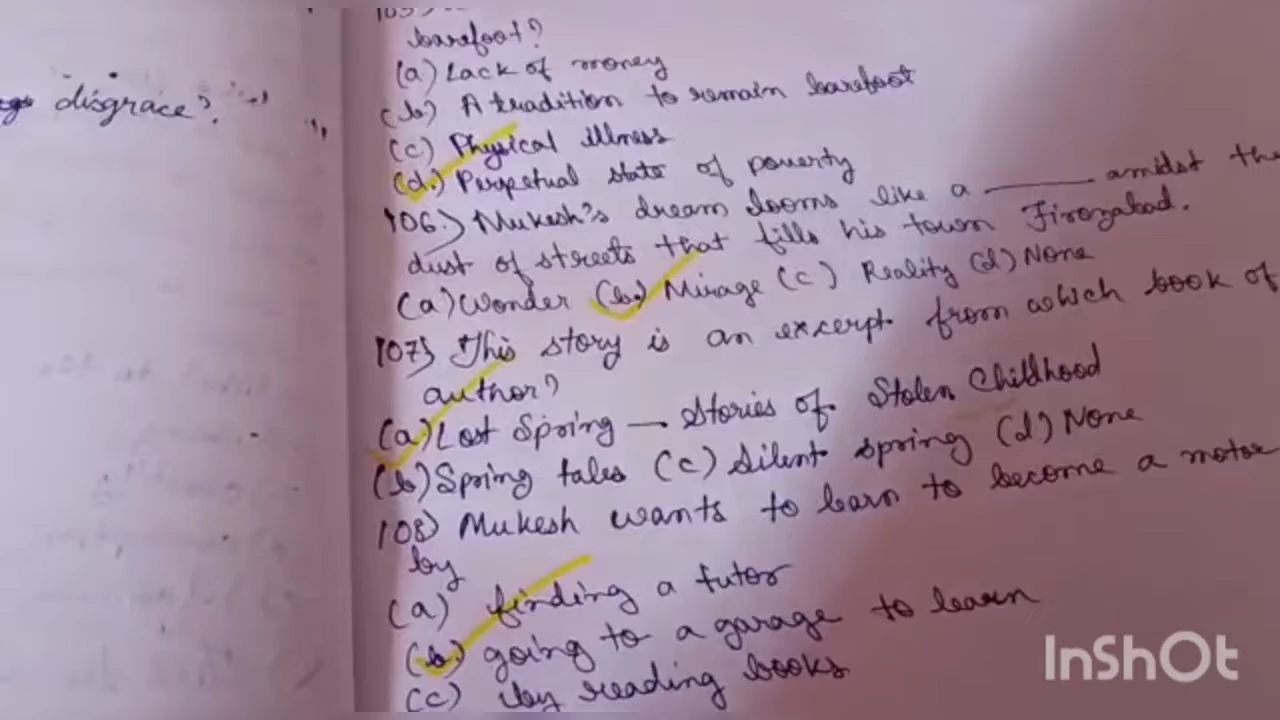 disgrace?
barefoot?
(a) Lack of money
(b.) A tradition to remain barefoot
(c) Physical illness
(d.) Perpetual state of poverty
106.) Mukesh's dream looms like a ______ amidst the
dust of streets that fills his town Firozabad.
(a) Wonder (b.) Mirage (c) Reality (d) None
107) This story is an excerpt from which book of
author?
(a) Lost Spring — Stories of Stolen Childhood
(b) Spring tales (c) Silent spring (d) None
108) Mukesh wants to learn to become a motor
by
(a) finding a tutor
(b.) going to a garage to learn
(c) by reading books
InShOt